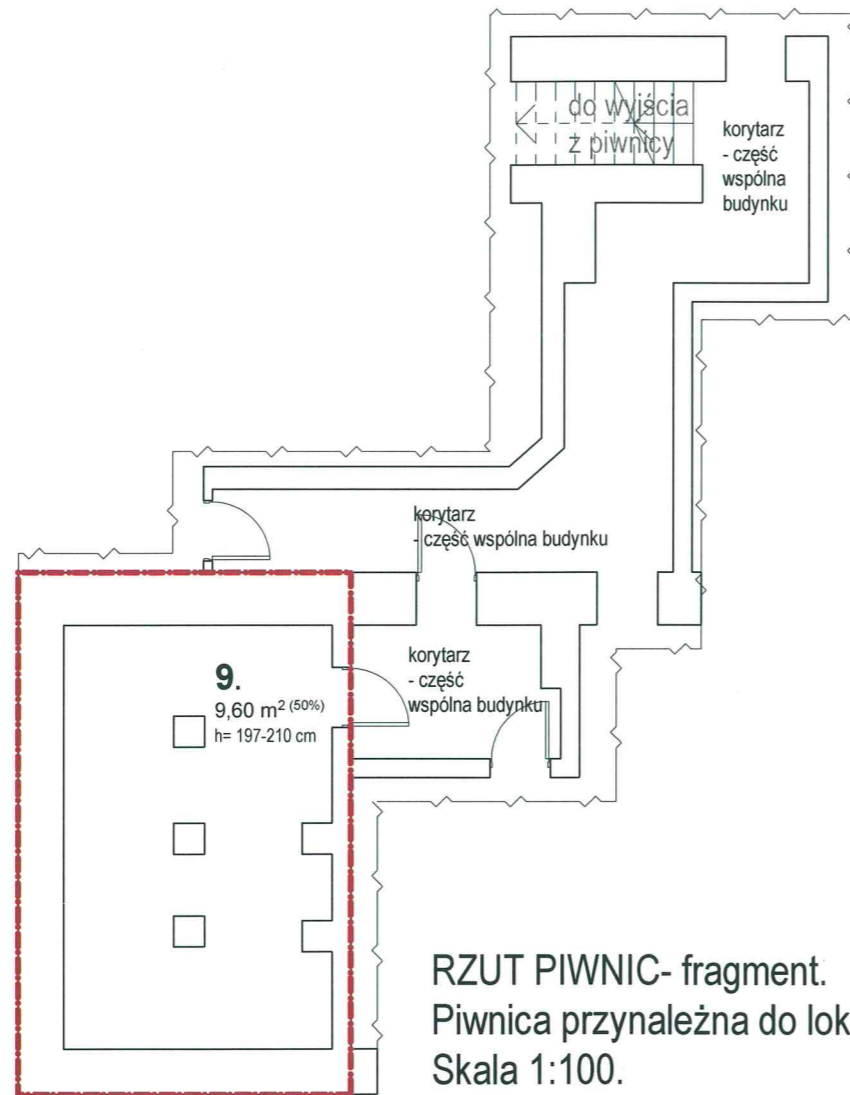 do wyjścia
z piwnicy
korytarz
- część
wspólna
budynku
korytarz
- część wspólna budynku
korytarz
- część
wspólna budynku
9.
9,60 m² (50%)
h= 197-210 cm
RZUT PIWNIC- fragment.
Piwnica przynależna do lok
Skala 1:100.